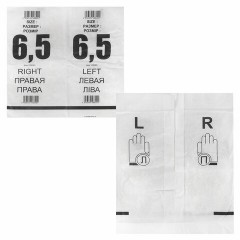 SIZE - SIZE -
РАЗМЕР - РАЗМЕР -
РОЗМІР РОЗМІР
6,5 6,5
RIGHT LEFT
ПРАВАЯ ЛЕВАЯ
ПРАВА ЛІВА
L R
Л П